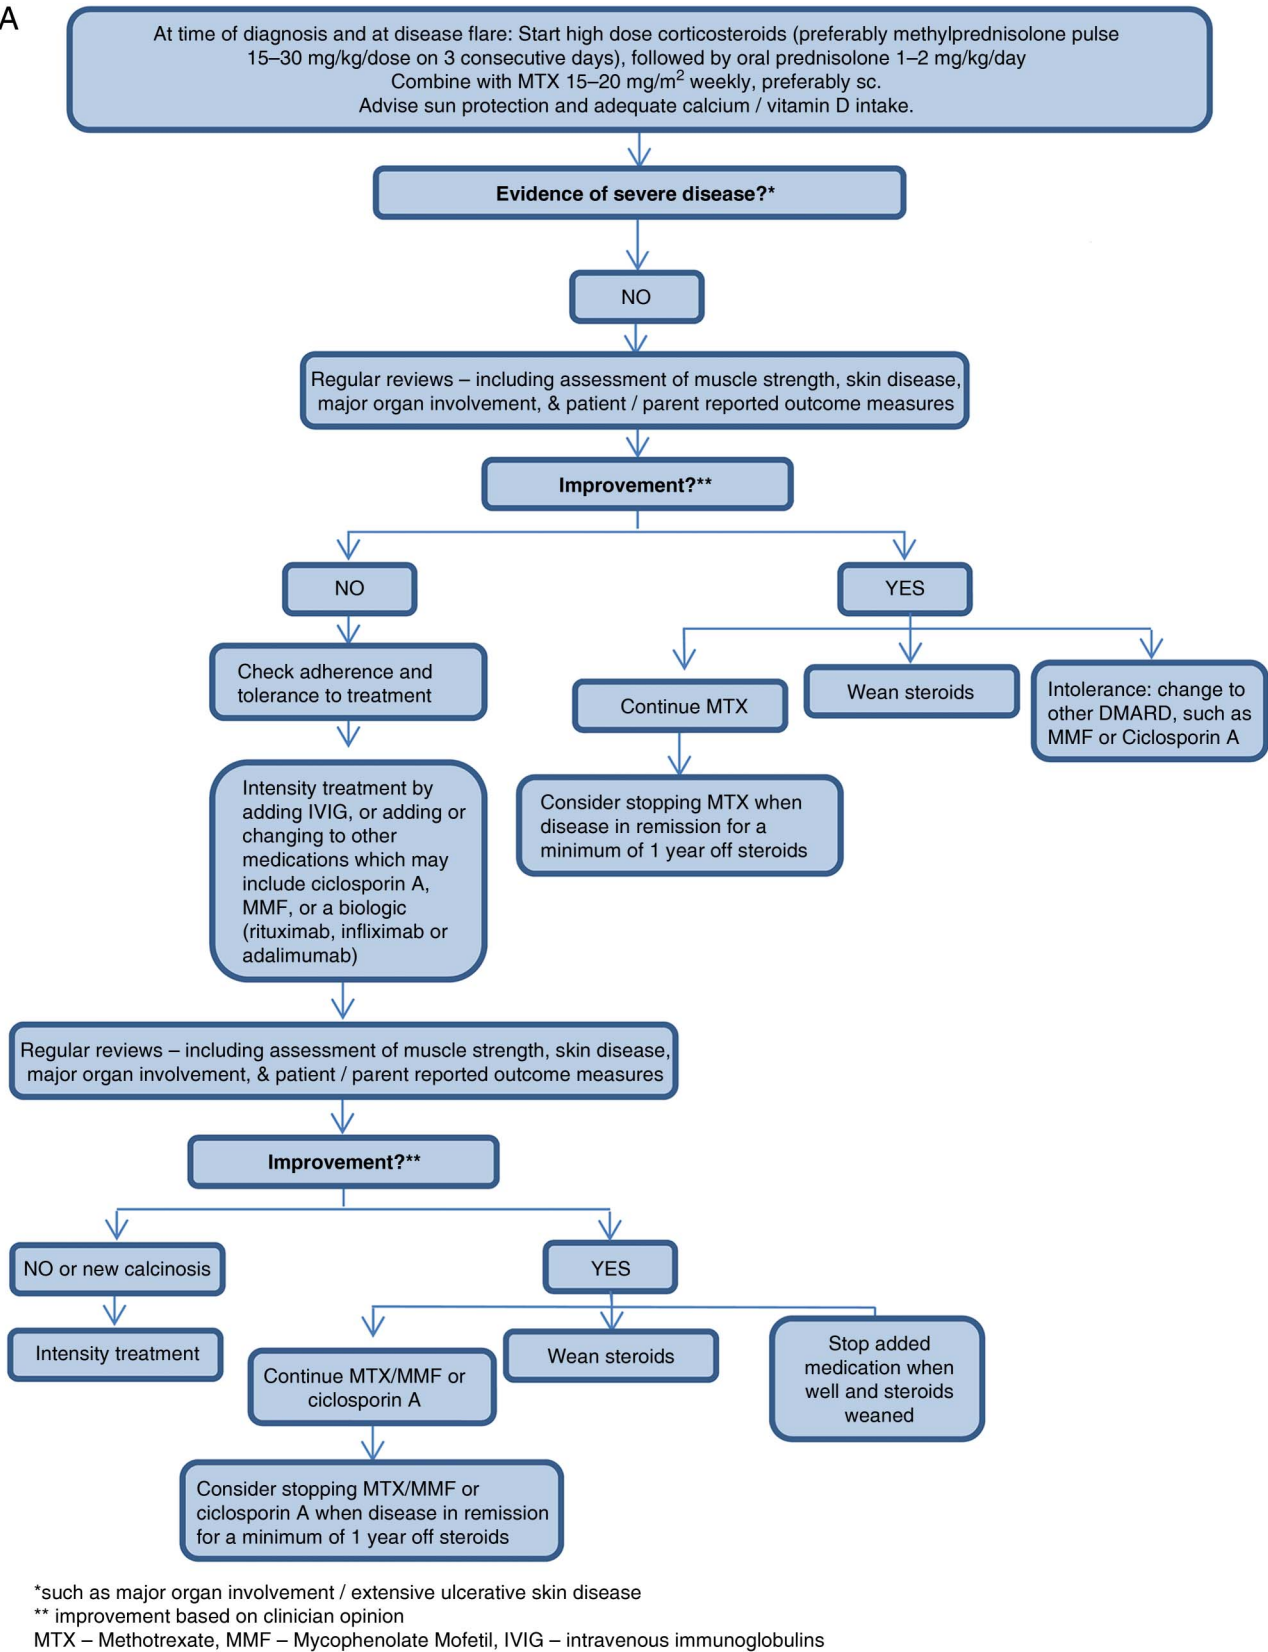 A
At time of diagnosis and at disease flare: Start high dose corticosteroids (preferably methylprednisolone pulse
15–30 mg/kg/dose on 3 consecutive days), followed by oral prednisolone 1–2 mg/kg/day
Combine with MTX 15–20 mg/m2 weekly, preferably sc.
Advise sun protection and adequate calcium / vitamin D intake.
Evidence of severe disease?*
NO
Regular reviews – including assessment of muscle strength, skin disease,
major organ involvement, & patient / parent reported outcome measures
Improvement?**
NO
YES
Check adherence and
tolerance to treatment
Continue MTX
Wean steroids
Intolerance: change to
other DMARD, such as
MMF or Ciclosporin A
Intensity treatment by
adding IVIG, or adding or
changing to other
medications which may
include ciclosporin A,
MMF, or a biologic
(rituximab, infliximab or
adalimumab)
Consider stopping MTX when
disease in remission for a
minimum of 1 year off steroids
Regular reviews – including assessment of muscle strength, skin disease,
major organ involvement, & patient / parent reported outcome measures
Improvement?**
NO or new calcinosis
YES
Intensity treatment
Continue MTX/MMF or
ciclosporin A
Wean steroids
Stop added
medication when
well and steroids
weaned
Consider stopping MTX/MMF or
ciclosporin A when disease in remission
for a minimum of 1 year off steroids
*such as major organ involvement / extensive ulcerative skin disease
** improvement based on clinician opinion
MTX – Methotrexate, MMF – Mycophenolate Mofetil, IVIG – intravenous immunoglobulins